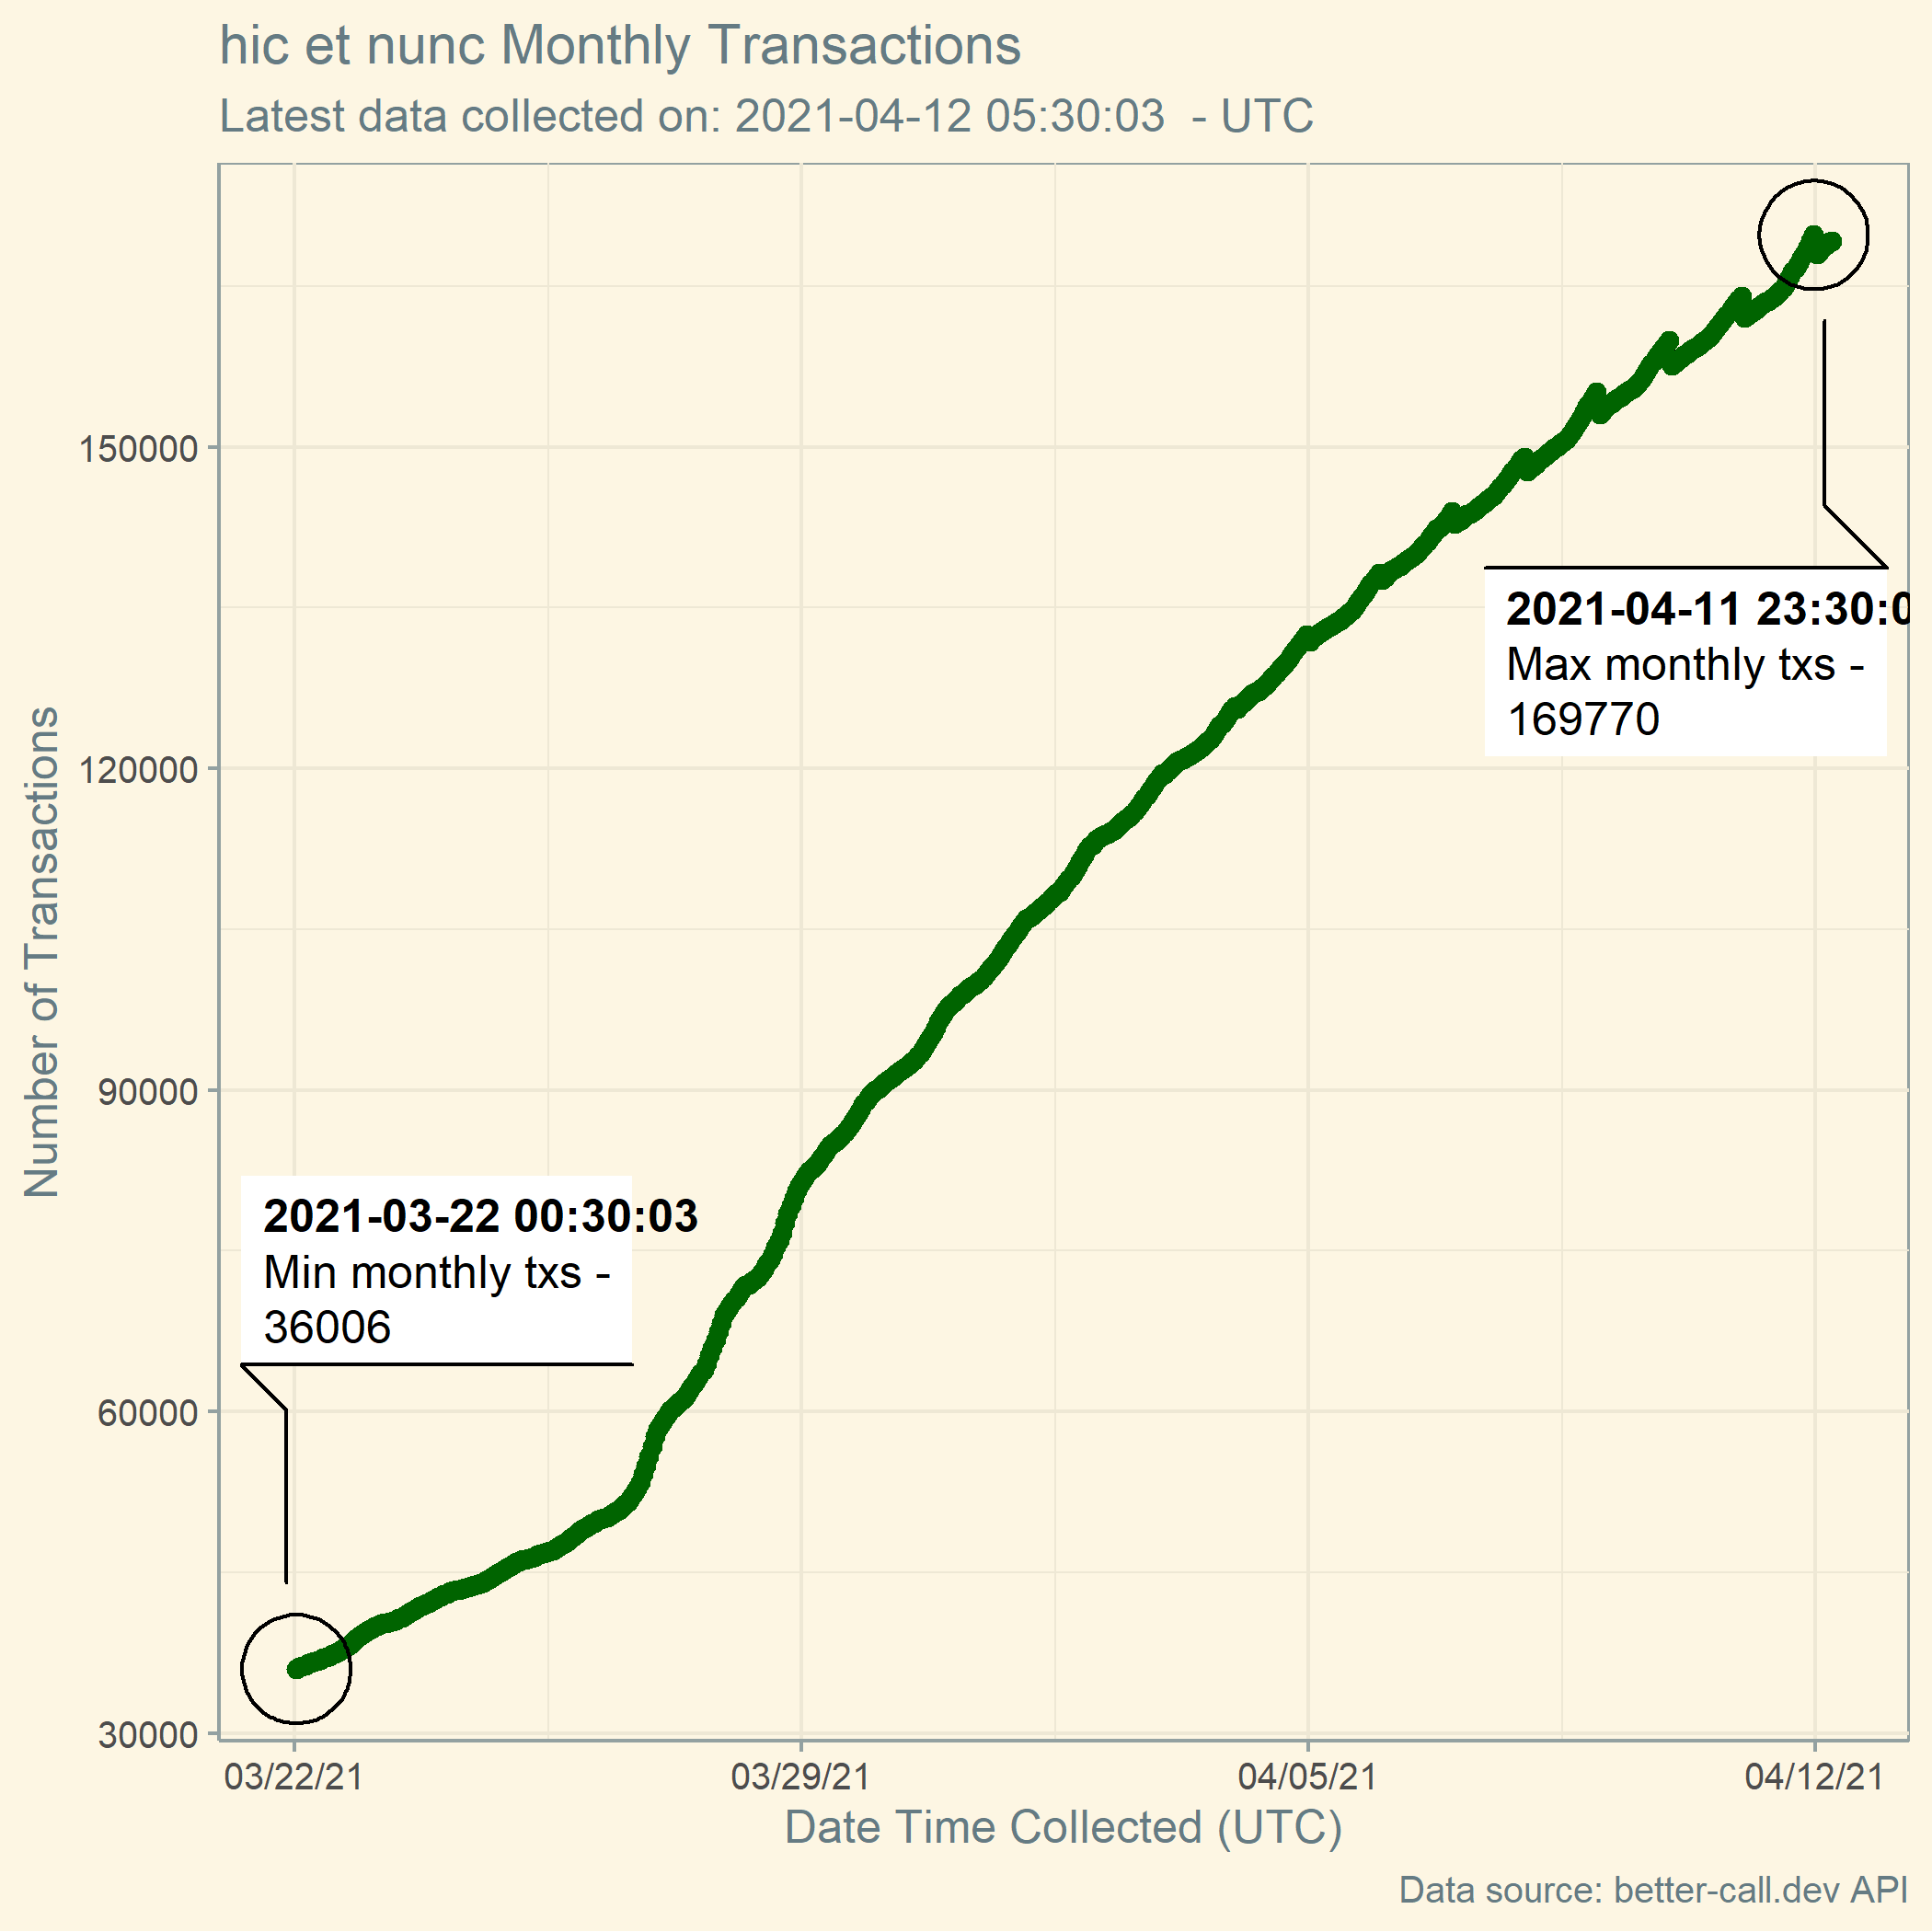 hic et nunc Monthly Transactions
Latest data collected on: 2021-04-12 05:30:03  - UTC
Number of Transactions
150000
120000
90000
60000
30000
2021-04-11 23:30:0
Max monthly txs -
169770
2021-03-22 00:30:03
Min monthly txs -
36006
03/22/21
03/29/21
04/05/21
04/12/21
Date Time Collected (UTC)
Data source: better-call.dev API